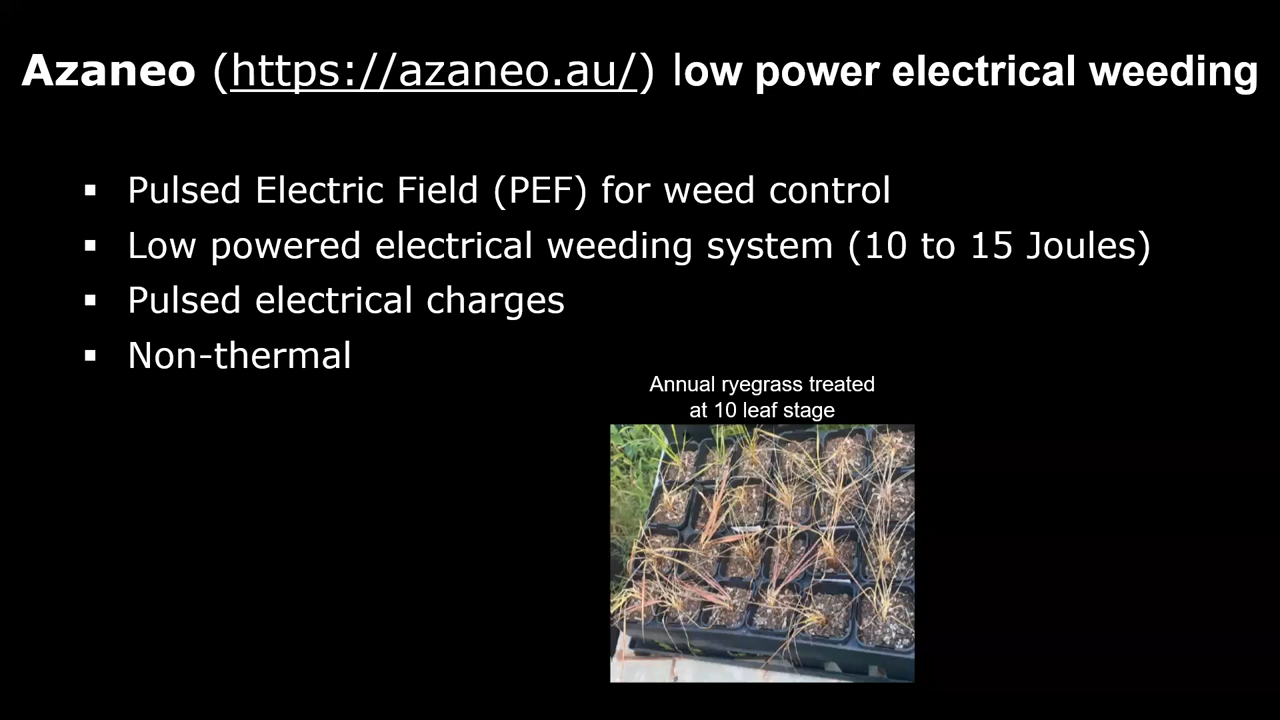 Azaneo (https://azaneo.au/) low power electrical weeding
▪ Pulsed Electric Field (PEF) for weed control
▪ Low powered electrical weeding system (10 to 15 Joules)
▪ Pulsed electrical charges
▪ Non-thermal
Annual ryegrass treated
at 10 leaf stage